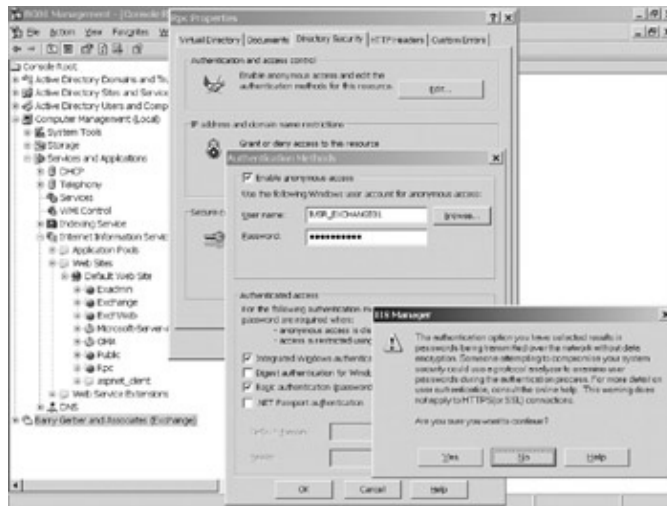 Rpc Properties
File Action View Favorites
Virtual Directory Documents Directory Security HTTP Headers Custom Errors
Console Root
Active Directory Domains and Tru
Active Directory Sites and Service
Active Directory Users and Comp
Computer Management (Local)
System Tools
Storage
Services and Applications
DHCP
Telephony
Services
WMI Control
Indexing Service
Internet Information Servic
Application Pools
Web Sites
Default Web Site
Exadmin
Exchange
ExchWeb
Microsoft-Server-A
OMA
Public
Rpc
aspnet_client
Web Service Extensions
DNS
Barry Gerber and Associates (Exchange)
Authentication and access control
Enable anonymous access and edit the
authentication methods for this resource.
Edit...
IP address and domain name restrictions
Grant or deny access to this resource
Secure c
Authentication Methods
Enable anonymous access
Use the following Windows user account for anonymous access:
User name:
Browse...
Password:
Authenticated access
For the following authentication
password are required when:
- anonymous access is
- access is restricted using
Integrated Windows authentic
Digest authentication for Wind
Basic authentication (password
.NET Passport authentication
Default domain:
Realm:
OK Cancel Help
IIS Manager
The authentication option you have selected results in
passwords being transmitted over the network without data
encryption. Someone attempting to compromise your system
security could use a protocol analyzer to examine user
passwords during the authentication process. For more detail on
user authentication, consult the online help. This warning does
not apply to HTTPS(or SSL) connections.
Are you sure you want to continue?
Yes No Help